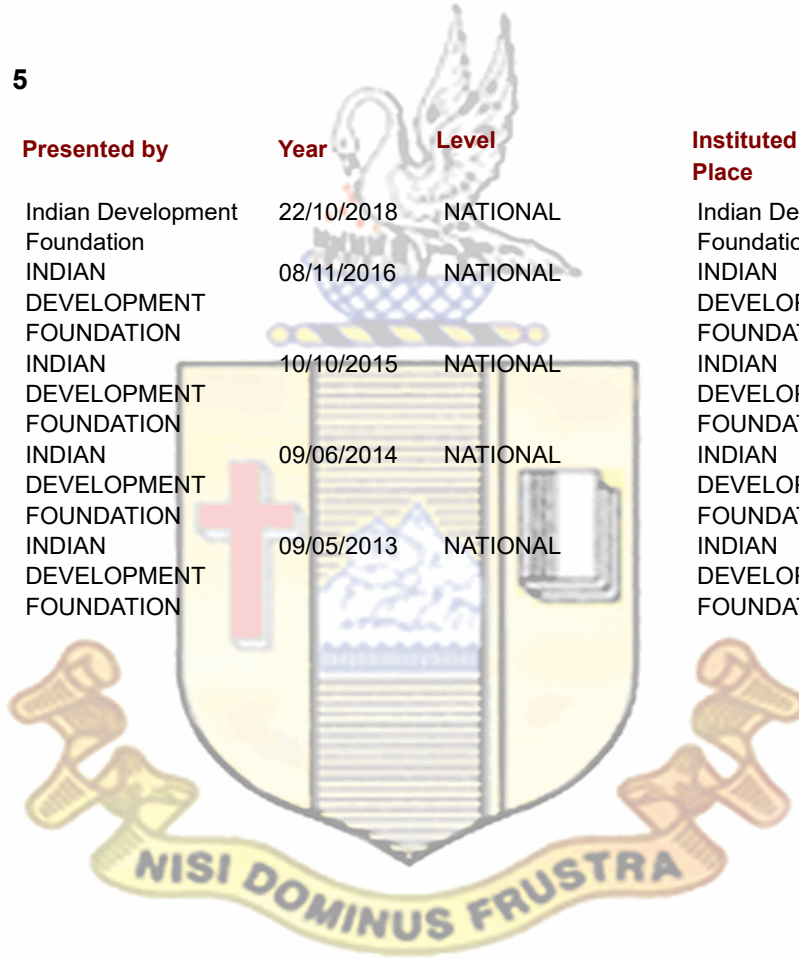 5
Presented by Year Level Instituted
Place
Indian Development 22/10/2018 NATIONAL Indian De
Foundation Foundatio
INDIAN 08/11/2016 NATIONAL INDIAN
DEVELOPMENT DEVELOP
FOUNDATION FOUNDAT
INDIAN 10/10/2015 NATIONAL INDIAN
DEVELOPMENT DEVELOP
FOUNDATION FOUNDAT
INDIAN 09/06/2014 NATIONAL INDIAN
DEVELOPMENT DEVELOP
FOUNDATION FOUNDAT
INDIAN 09/05/2013 NATIONAL INDIAN
DEVELOPMENT DEVELOP
FOUNDATION FOUNDAT
NISI DOMINUS FRUSTRA